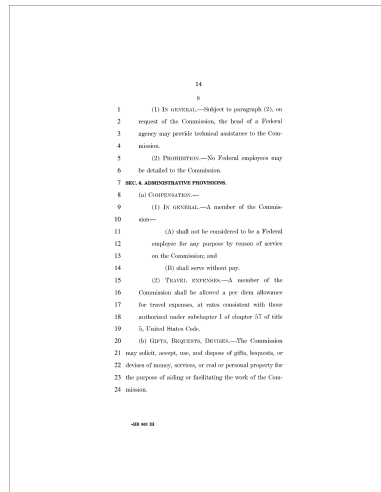 14
8
1 (1) IN GENERAL.—Subject to paragraph (2), on
2 request of the Commission, the head of a Federal
3 agency may provide technical assistance to the Com-
4 mission.
5 (2) PROHIBITION.—No Federal employees may
6 be detailed to the Commission.
7 SEC. 6. ADMINISTRATIVE PROVISIONS.
8 (a) COMPENSATION.—
9 (1) IN GENERAL.—A member of the Commis-
10 sion—
11 (A) shall not be considered to be a Federal
12 employee for any purpose by reason of service
13 on the Commission; and
14 (B) shall serve without pay.
15 (2) TRAVEL EXPENSES.—A member of the
16 Commission shall be allowed a per diem allowance
17 for travel expenses, at rates consistent with those
18 authorized under subchapter I of chapter 57 of title
19 5, United States Code.
20 (b) GIFTS, BEQUESTS, DEVISES.—The Commission
21 may solicit, accept, use, and dispose of gifts, bequests, or
22 devises of money, services, or real or personal property for
23 the purpose of aiding or facilitating the work of the Com-
24 mission.
•HR IH